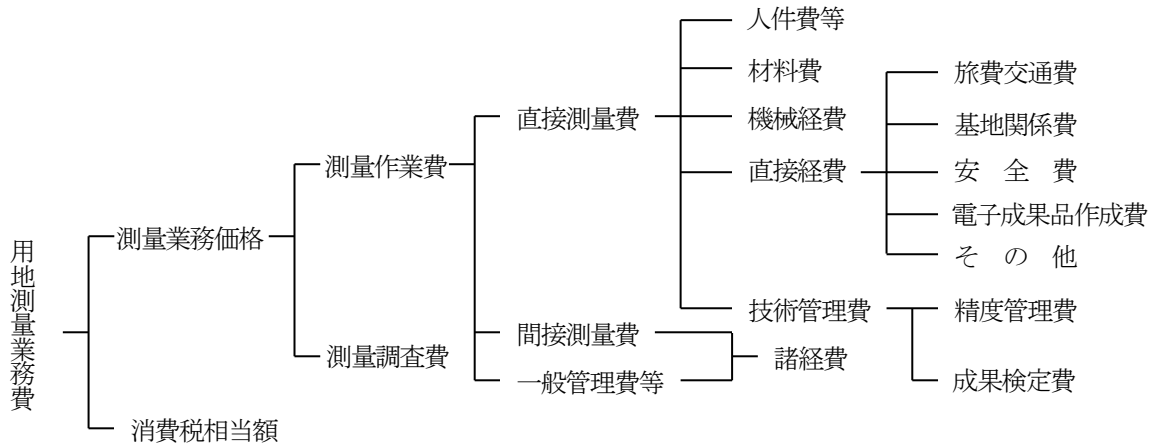 用地測量業務費
測量業務価格
消費税相当額
測量作業費
測量調査費
直接測量費
間接測量費
一般管理費等
諸経費
人件費等
材料費
機械経費
直接経費
技術管理費
旅費交通費
基地関係費
安　全　費
電子成果品作成費
そ　の　他
精度管理費
成果検定費